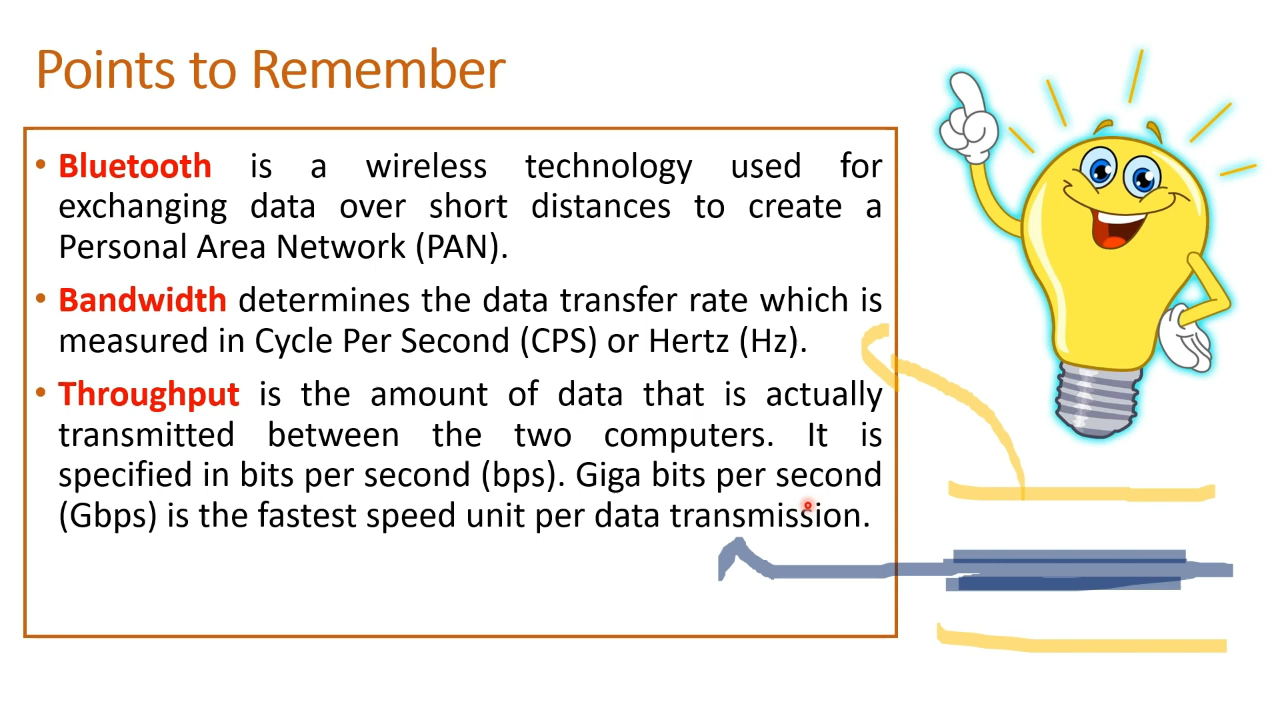 Points to Remember
• Bluetooth is a wireless technology used for
exchanging data over short distances to create a
Personal Area Network (PAN).
• Bandwidth determines the data transfer rate which is
measured in Cycle Per Second (CPS) or Hertz (Hz).
• Throughput is the amount of data that is actually
transmitted between the two computers. It is
specified in bits per second (bps). Giga bits per second
(Gbps) is the fastest speed unit per data transmission.